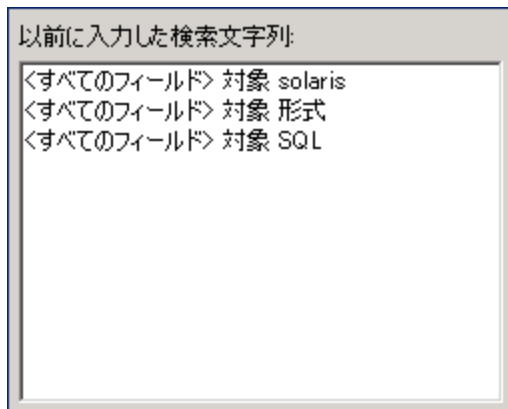 以前に入力した検索文字列:
<すべてのフィールド> 対象 solaris
<すべてのフィールド> 対象 形式
<すべてのフィールド> 対象 SQL